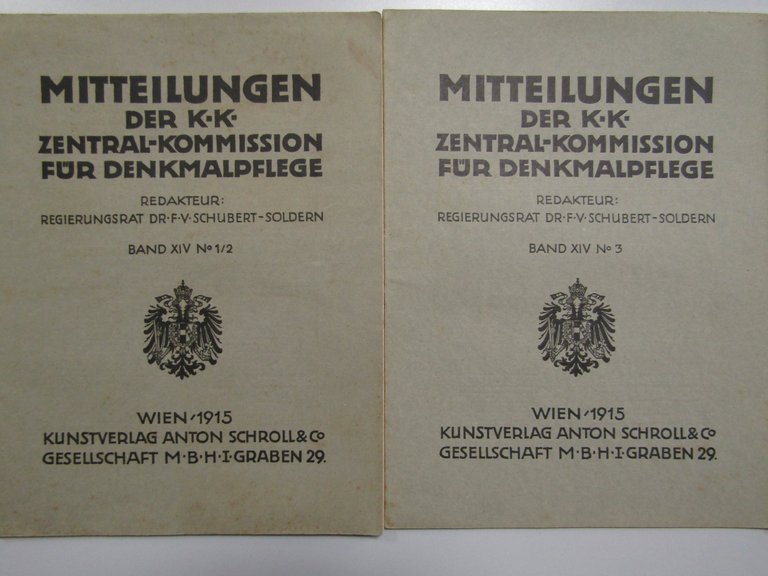 MITTEILUNGEN
DER K·K·
ZENTRAL-KOMMISSION
FÜR DENKMALPFLEGE
REDAKTEUR:
REGIERUNGSRAT DR·F·V·SCHUBERT-SOLDERN
BAND XIV No 1/2
WIEN/1915
KUNSTVERLAG ANTON SCHROLL & Co
GESELLSCHAFT M·B·H·I·GRABEN 29.
MITTEILUNGEN
DER K·K·
ZENTRAL-KOMMISSION
FÜR DENKMALPFLEGE
REDAKTEUR:
REGIERUNGSRAT DR·F·V·SCHUBERT-SOLDERN
BAND XIV No 3
WIEN/1915
KUNSTVERLAG ANTON SCHROLL & Co
GESELLSCHAFT M·B·H·I·GRABEN 29.